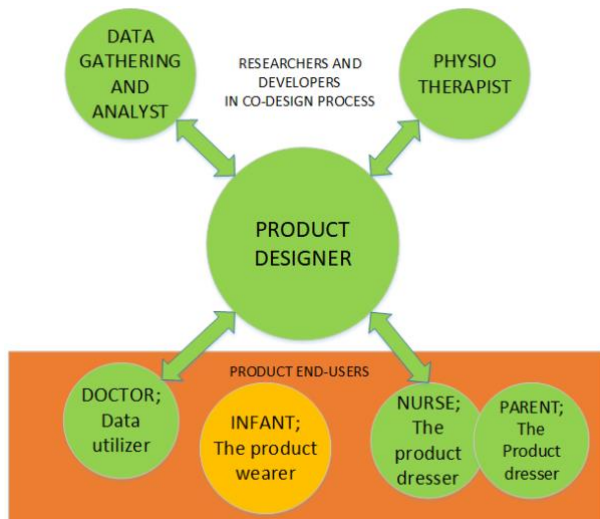 DATA
GATHERING
AND
ANALYST
RESEARCHERS AND
DEVELOPERS
IN CO-DESIGN PROCESS
PHYSIO
THERAPIST
PRODUCT
DESIGNER
PRODUCT END-USERS
DOCTOR;
Data
utilizer
INFANT;
The product
wearer
NURSE;
The
product
dresser
PARENT;
The
Product
dresser